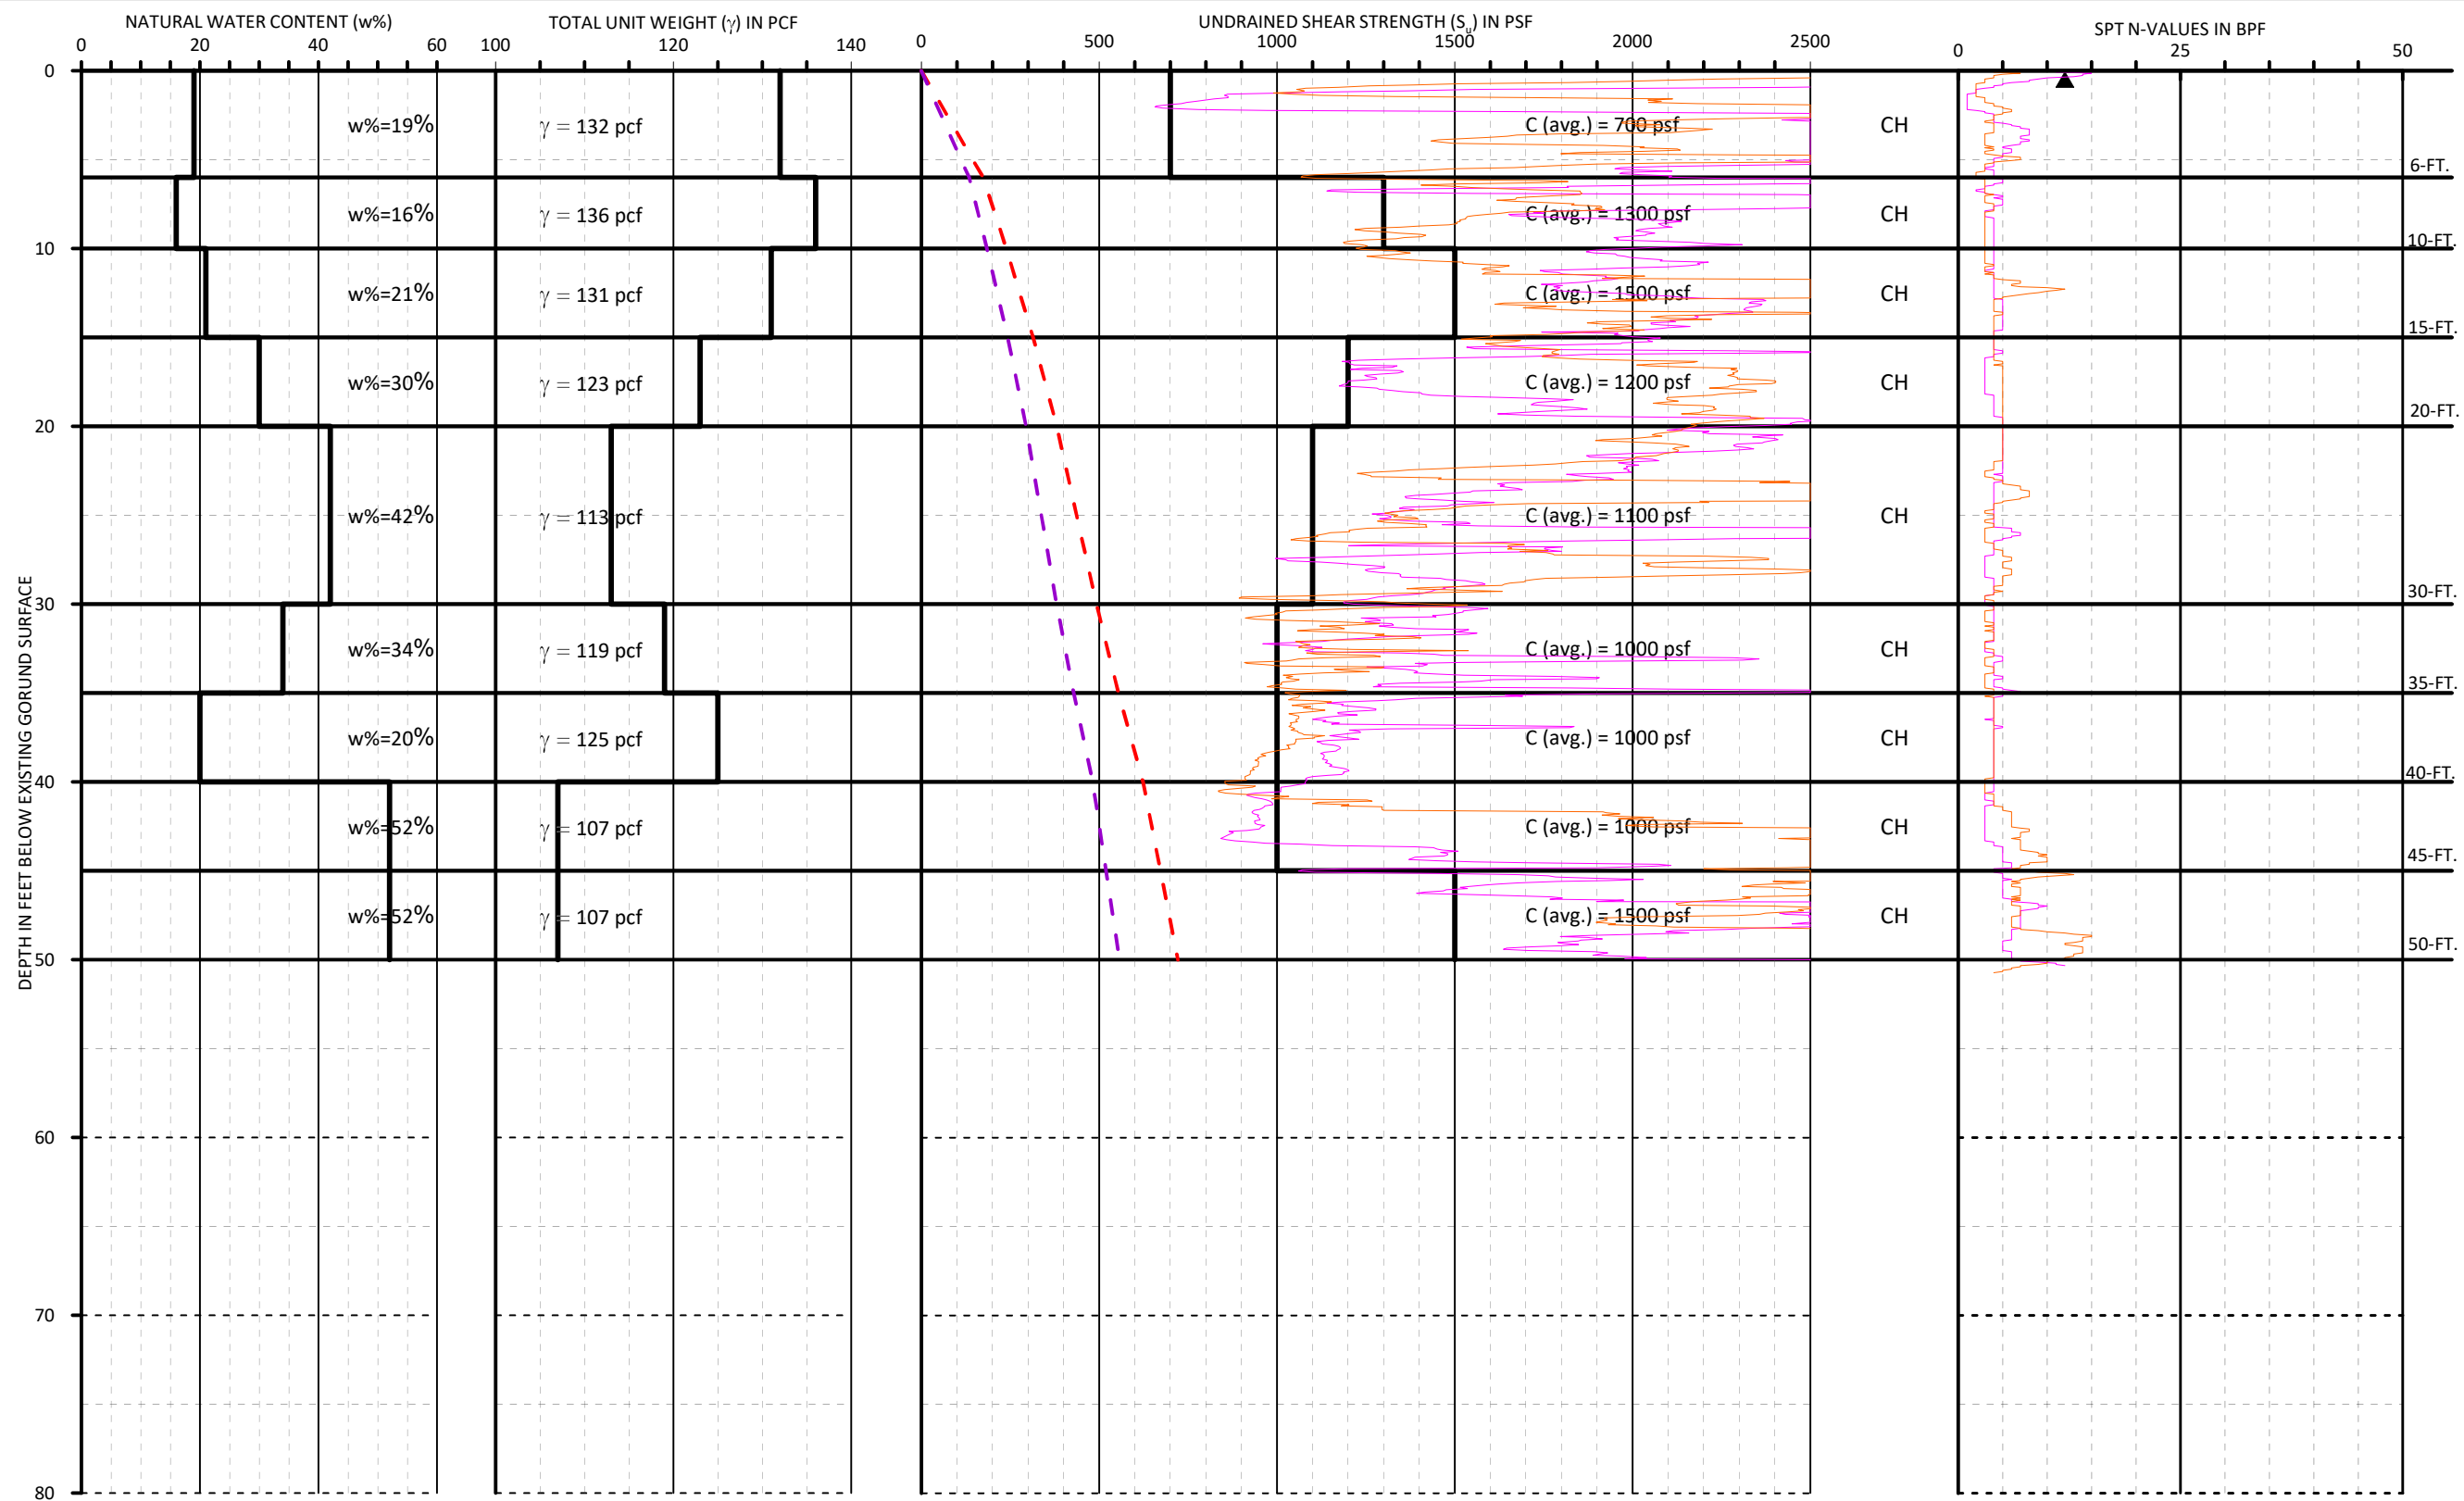 NATURAL WATER CONTENT (w%)
TOTAL UNIT WEIGHT (γ) IN PCF
UNDRAINED SHEAR STRENGTH (Su) IN PSF
SPT N-VALUES IN BPF
0 20 40 60 100 120 140 0 500 1000 1500 2000 2500 0 25 50
DEPTH IN FEET BELOW EXISTING GORUND SURFACE
0
w%=19% γ = 132 pcf C (avg.) = 700 psf CH
6-FT.
w%=16% γ = 136 pcf C (avg.) = 1300 psf CH
10 10-FT.
w%=21% γ = 131 pcf C (avg.) = 1500 psf CH
15-FT.
w%=30% γ = 123 pcf C (avg.) = 1200 psf CH
20 20-FT.
w%=42% γ = 113 pcf C (avg.) = 1100 psf CH
30 30-FT.
w%=34% γ = 119 pcf C (avg.) = 1000 psf CH
35-FT.
w%=20% γ = 125 pcf C (avg.) = 1000 psf CH
40 40-FT.
w%=52% γ = 107 pcf C (avg.) = 1000 psf CH
45-FT.
w%=52% γ = 107 pcf C (avg.) = 1500 psf CH
50 50-FT.
60
70
80